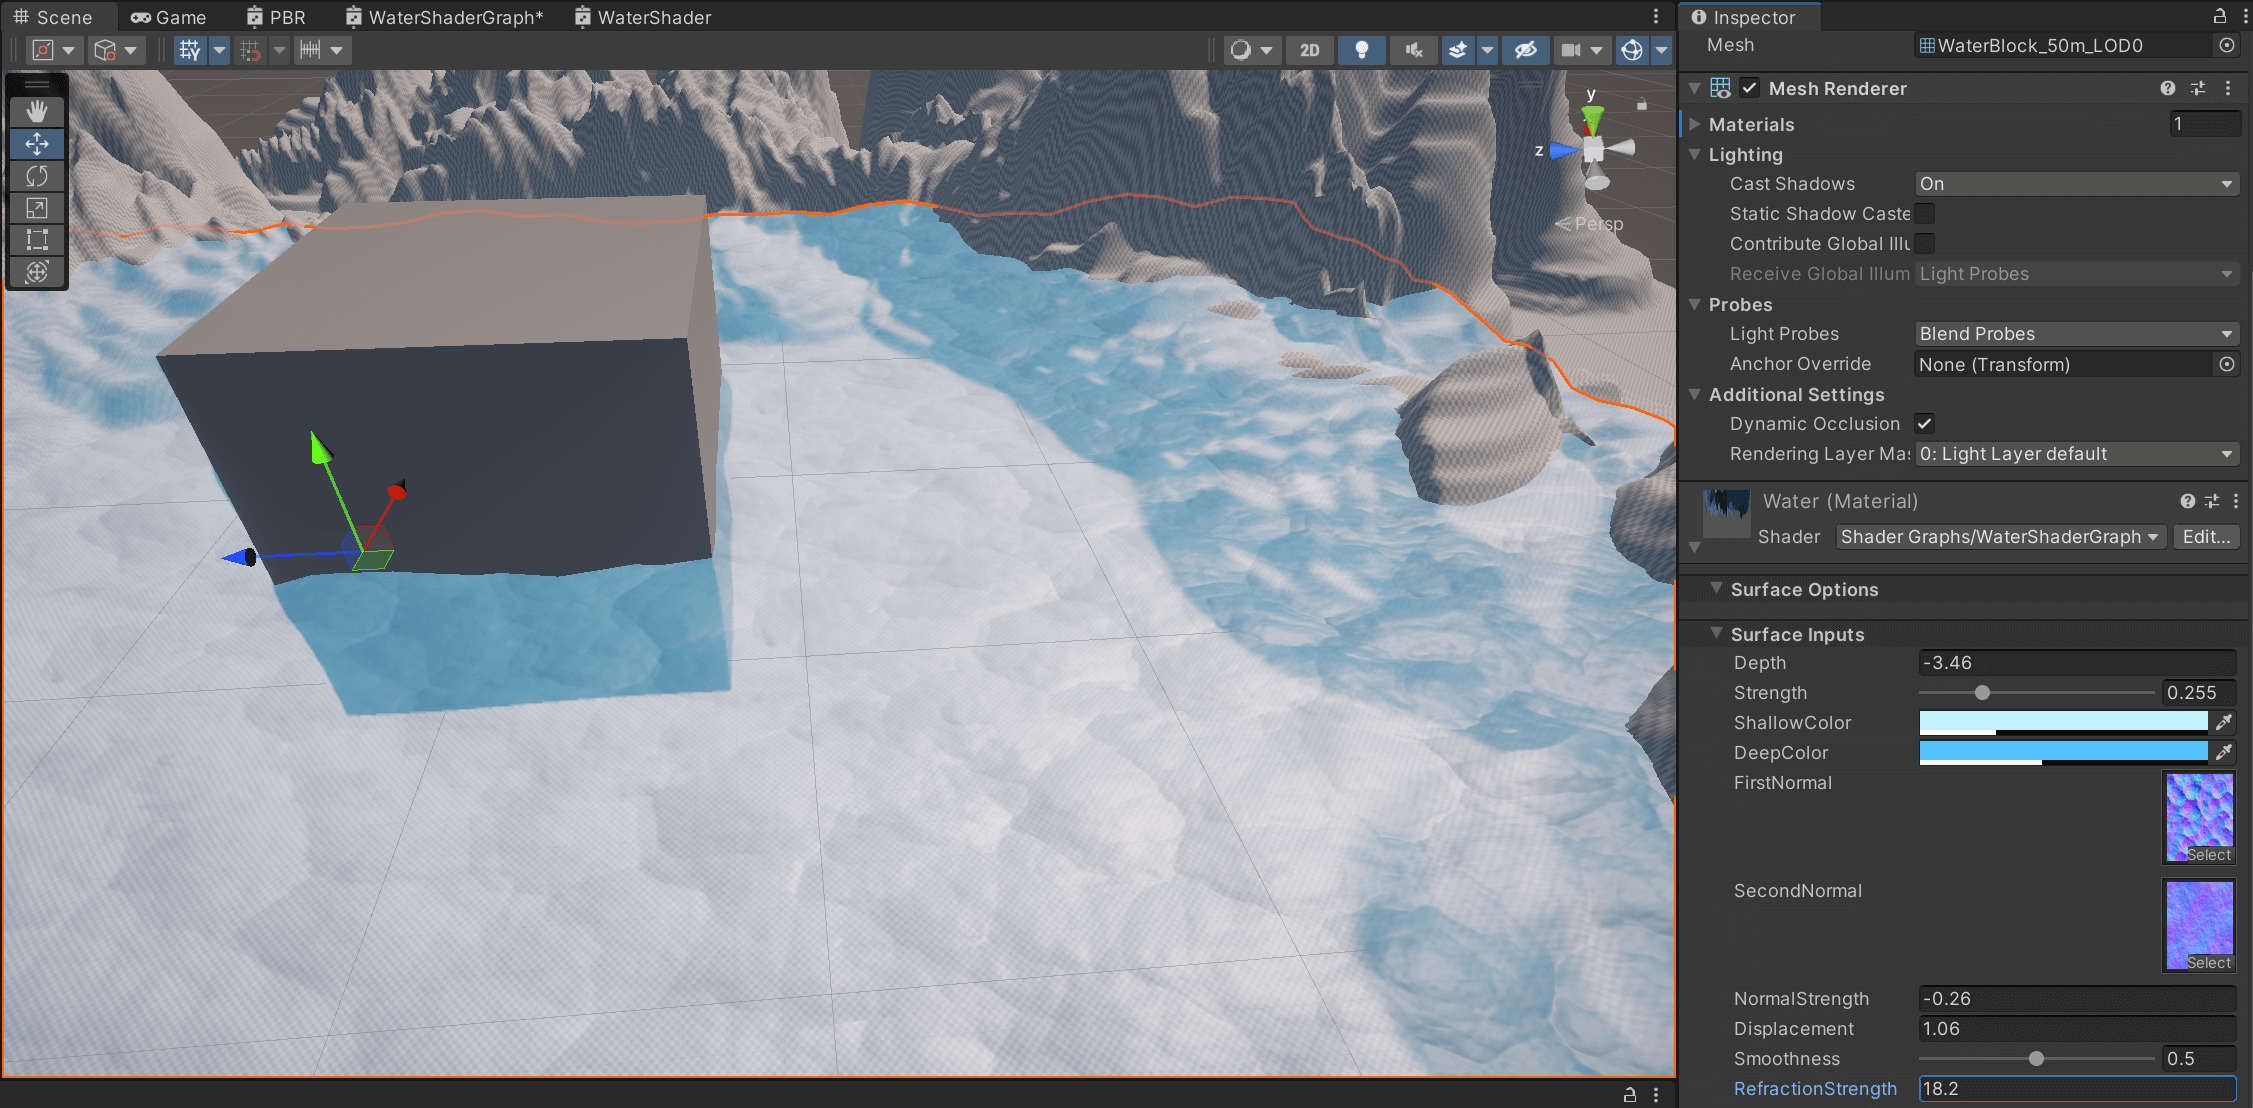 Scene
Game
PBR
WaterShaderGraph*
WaterShader
2D
y
z
Persp
Inspector
Mesh
WaterBlock_50m_LOD0
Mesh Renderer
Materials
1
Lighting
Cast Shadows
On
Static Shadow Caste
Contribute Global Illu
Receive Global Illum
Light Probes
Probes
Light Probes
Blend Probes
Anchor Override
None (Transform)
Additional Settings
Dynamic Occlusion
Rendering Layer Mas
0: Light Layer default
Water (Material)
Shader
Shader Graphs/WaterShaderGraph
Edit...
Surface Options
Surface Inputs
Depth
-3.46
Strength
0.255
ShallowColor
DeepColor
FirstNormal
Select
SecondNormal
Select
NormalStrength
-0.26
Displacement
1.06
Smoothness
0.5
RefractionStrength
18.2